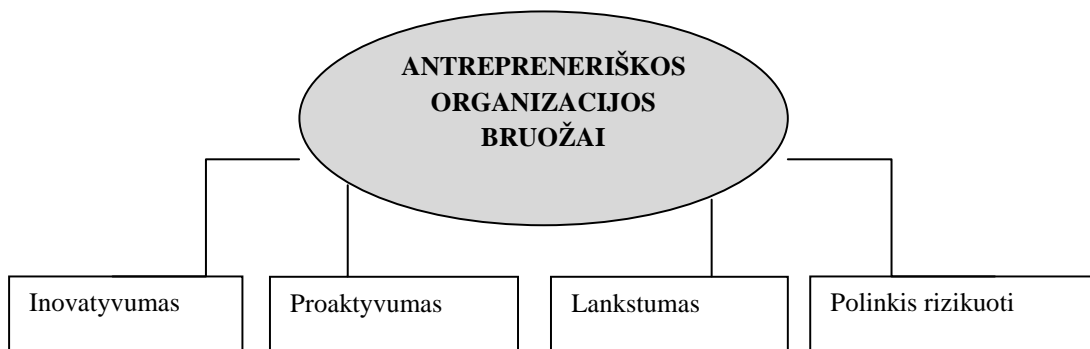 ANTREPRENERIŠKOS
ORGANIZACIJOS
BRUOŽAI
Inovatyvumas
Proaktyvumas
Lankstumas
Polinkis rizikuoti